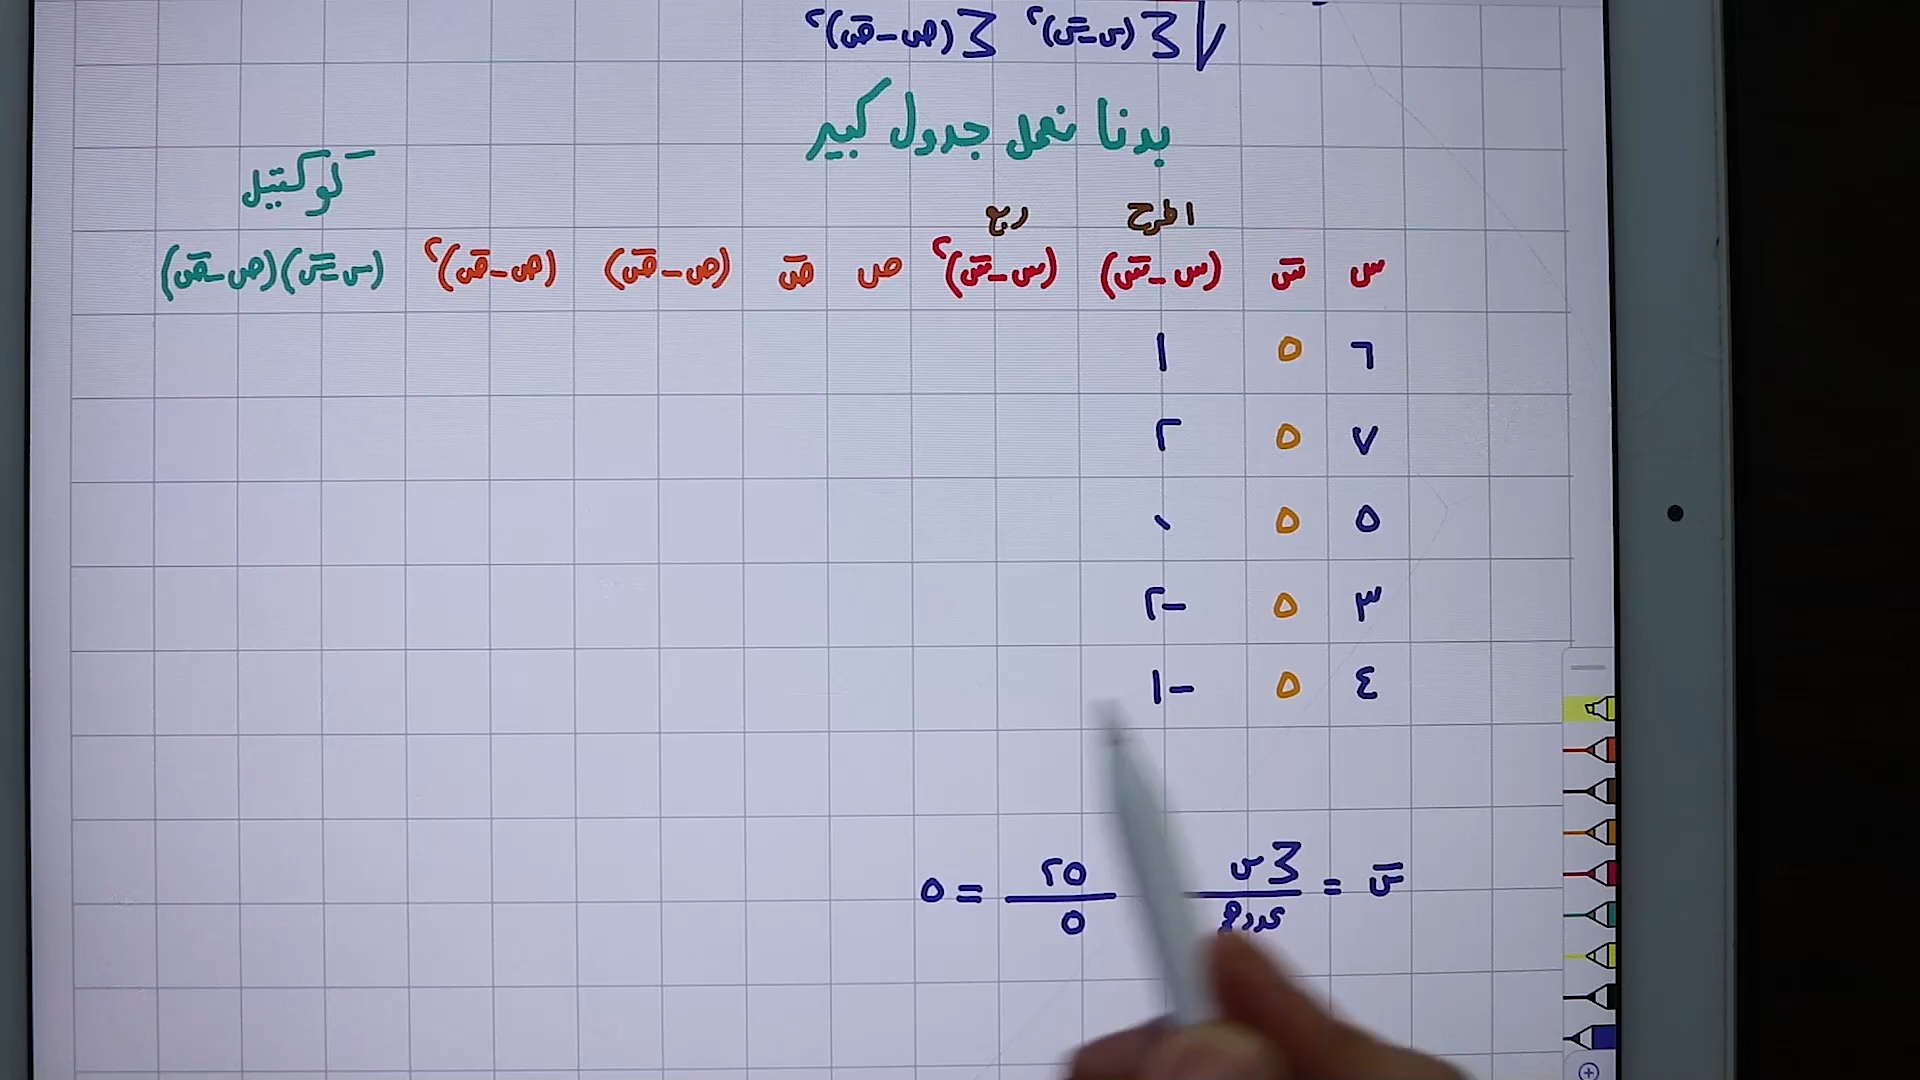 √ ∑(س-س̄)² ∑(ص-ص̄)²
بدنا نعمل جدول كبير
كوكتيل
اطرح ربع
س س̄ (س-س̄) (س-س̄)² ص ص̄ (ص-ص̄) (ص-ص̄)² (س-س̄)(ص-ص̄)
٦ ٥ ١
٧ ٥ ٢
٥ ٥ ٠
٣ ٥ -٢
٤ ٥ -١
س̄ = ∑س / عددهم ٢٥ / ٥ = ٥